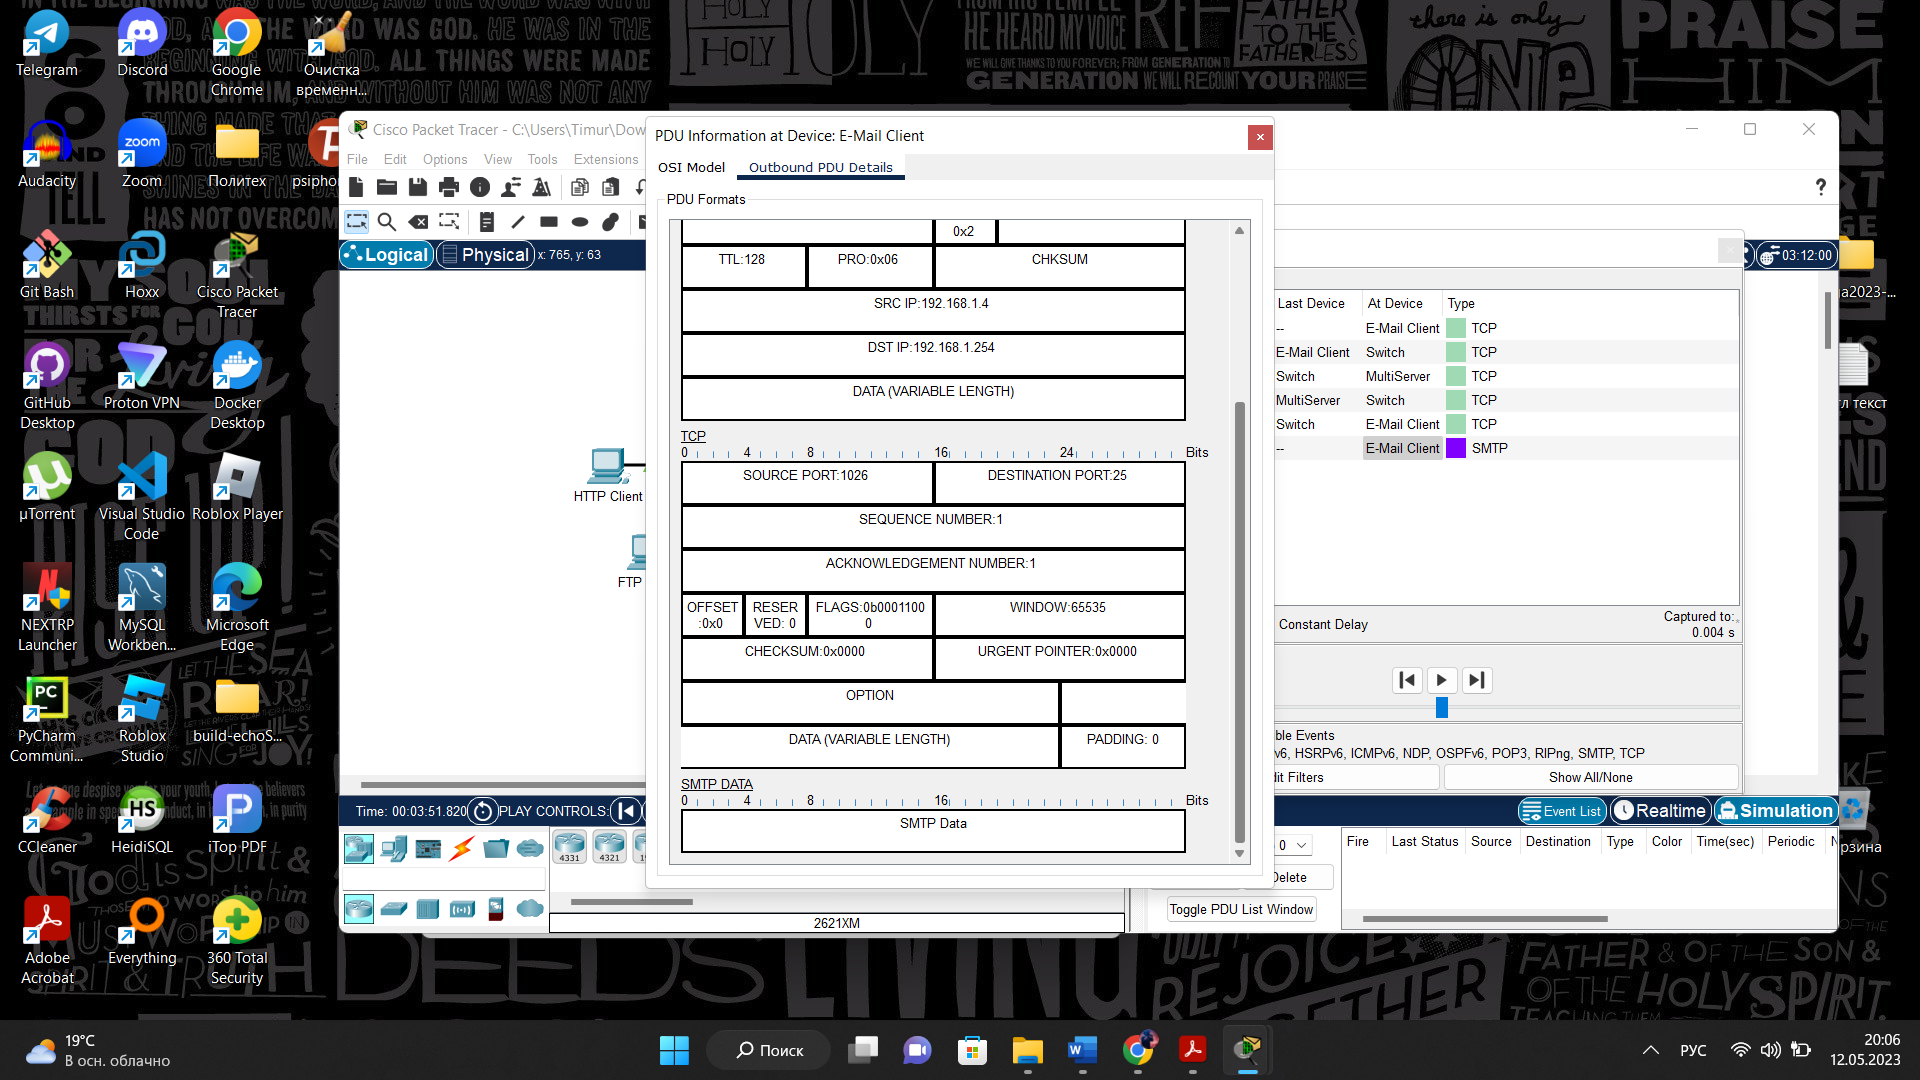 Telegram
Discord
Google Chrome
Очистка временн...
Audacity
Zoom
Политех
psipho
Git Bash
Hoxx
Cisco Packet Tracer
GitHub Desktop
Proton VPN
Docker Desktop
µTorrent
Visual Studio Code
Roblox Player
NEXTRP Launcher
MySQL Workben...
Microsoft Edge
PyCharm Communi...
Roblox Studio
build-echoS...
CCleaner
HeidiSQL
iTop PDF
Adobe Acrobat
Everything
360 Total Security
Cisco Packet Tracer - C:\Users\Timur\Dow
File Edit Options View Tools Extensions
Logical
Physical
x: 765, y: 63
HTTP Client
FTP
Time: 00:03:51.820
PLAY CONTROLS:
4331
4321
2621XM
PDU Information at Device: E-Mail Client
OSI Model
Outbound PDU Details
PDU Formats
0x2
TTL:128
PRO:0x06
CHKSUM
SRC IP:192.168.1.4
DST IP:192.168.1.254
DATA (VARIABLE LENGTH)
TCP
0 4 8 16 24 Bits
SOURCE PORT:1026
DESTINATION PORT:25
SEQUENCE NUMBER:1
ACKNOWLEDGEMENT NUMBER:1
OFFSET
:0x0
RESER
VED: 0
FLAGS:0b0001100
0
WINDOW:65535
CHECKSUM:0x0000
URGENT POINTER:0x0000
OPTION
DATA (VARIABLE LENGTH)
PADDING: 0
SMTP DATA
0 4 8 16 Bits
SMTP Data
03:12:00
Last Device At Device Type
-- E-Mail Client TCP
E-Mail Client Switch TCP
Switch MultiServer TCP
MultiServer Switch TCP
Switch E-Mail Client TCP
-- E-Mail Client SMTP
Constant Delay
Captured to:
0.004 s
ble Events
v6, HSRPv6, ICMPv6, NDP, OSPFv6, POP3, RIPng, SMTP, TCP
dit Filters
Show All/None
Event List
Realtime
Simulation
0
Delete
Toggle PDU List Window
Fire Last Status Source Destination Type Color Time(sec) Periodic
a2023-...
л текст
рзина
19°C
В осн. облачно
Поиск
РУС
20:06
12.05.2023